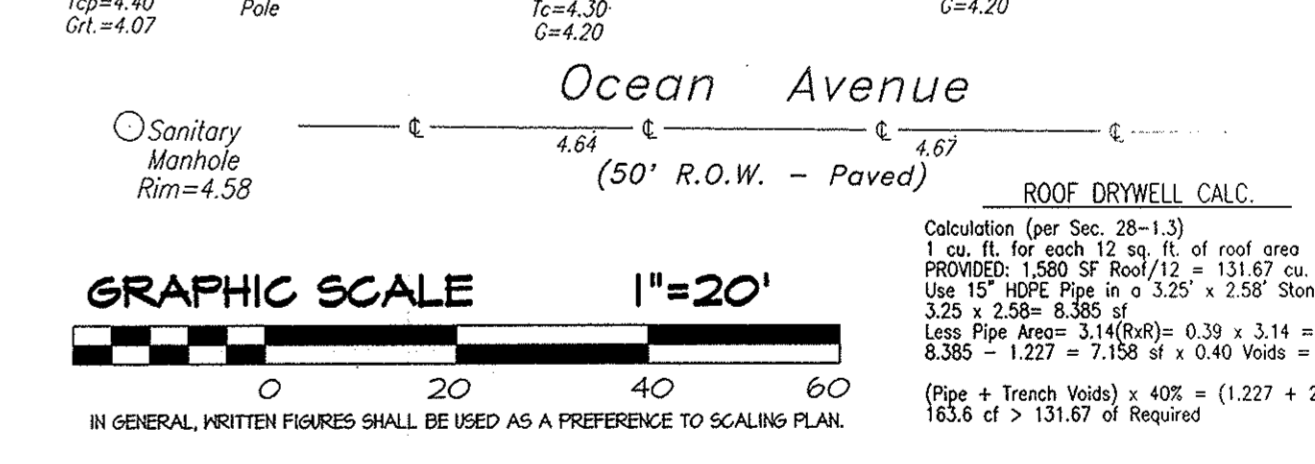 Tcp=4.40
Grt.=4.07
Pole
Tc=4.30
G=4.20
G=4.20
Ocean Avenue
Sanitary
Manhole
Rim=4.58
℄ ℄ ℄ ℄
4.64 4.67
(50' R.O.W. - Paved)
ROOF DRYWELL CALC.
Calculation (per Sec. 28-1.3)
1 cu. ft. for each 12 sq. ft. of roof area
PROVIDED: 1,580 SF Roof/12 = 131.67 cu.
Use 15" HDPE Pipe in a 3.25' x 2.58' Ston
3.25 x 2.58= 8.385 sf
Less Pipe Area= 3.14(RxR)= 0.39 x 3.14 =
8.385 - 1.227 = 7.158 sf x 0.40 Voids =
(Pipe + Trench Voids) x 40% = (1.227 + 2
163.6 cf > 131.67 of Required
GRAPHIC SCALE 1"=20'
0 20 40 60
IN GENERAL, WRITTEN FIGURES SHALL BE USED AS A PREFERENCE TO SCALING PLAN.